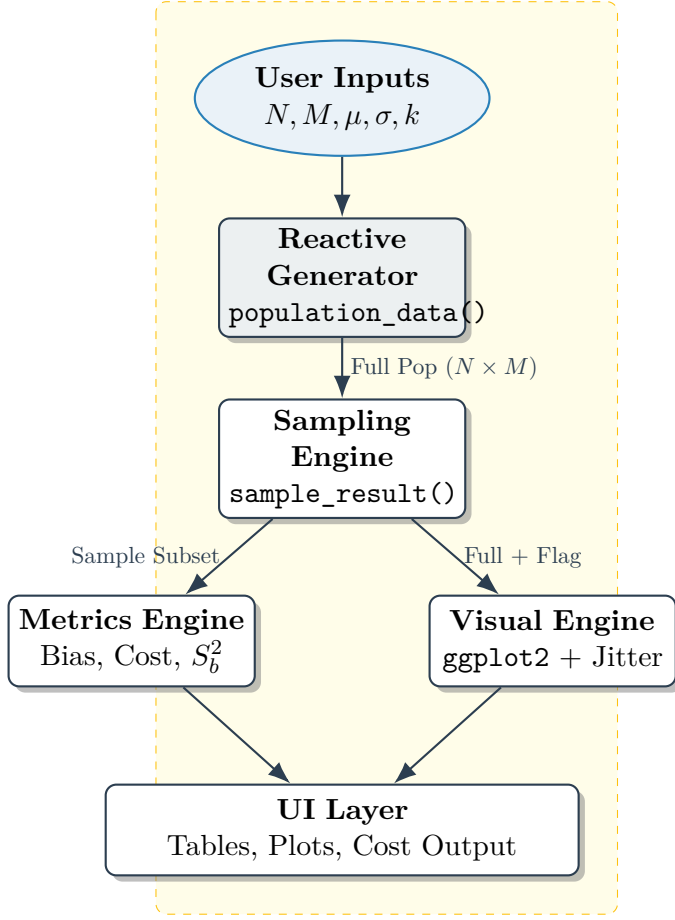 User Inputs
N, M, μ, σ, k
Reactive
Generator
population_data()
Full Pop (N × M)
Sampling
Engine
sample_result()
Sample Subset
Full + Flag
Metrics Engine
Bias, Cost, S_b^2
Visual Engine
ggplot2 + Jitter
UI Layer
Tables, Plots, Cost Output